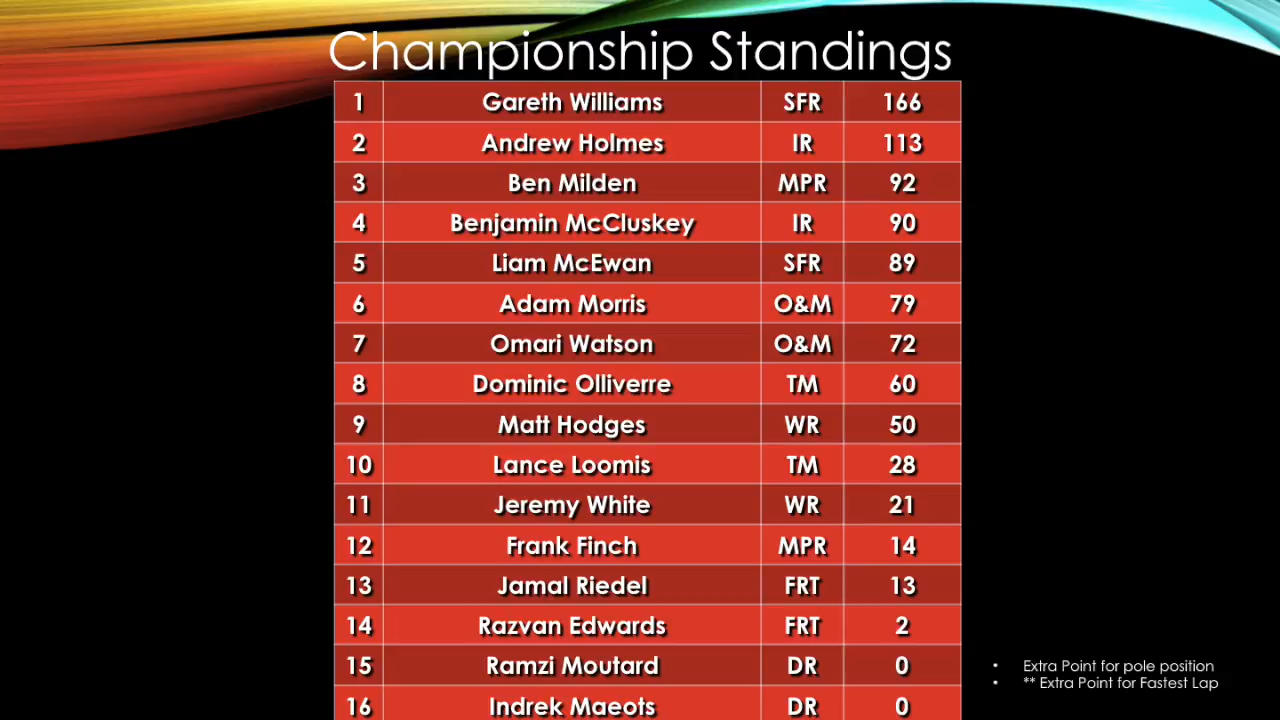 Championship Standings
1 Gareth Williams SFR 166
2 Andrew Holmes IR 113
3 Ben Milden MPR 92
4 Benjamin McCluskey IR 90
5 Liam McEwan SFR 89
6 Adam Morris O&M 79
7 Omari Watson O&M 72
8 Dominic Olliverre TM 60
9 Matt Hodges WR 50
10 Lance Loomis TM 28
11 Jeremy White WR 21
12 Frank Finch MPR 14
13 Jamal Riedel FRT 13
14 Razvan Edwards FRT 2
15 Ramzi Moutard DR 0
16 Indrek Maeots DR 0
• Extra Point for pole position
• ** Extra Point for Fastest Lap